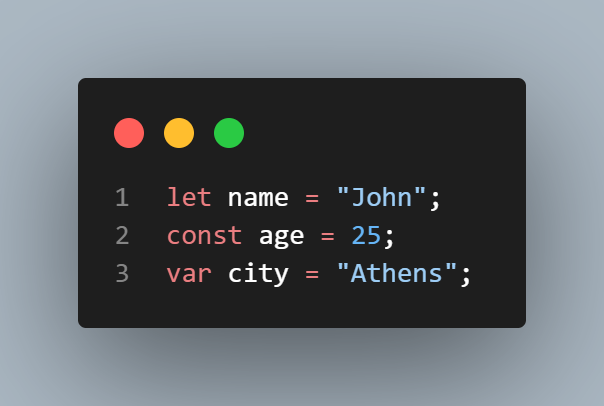 1 let name = "John";
2 const age = 25;
3 var city = "Athens";